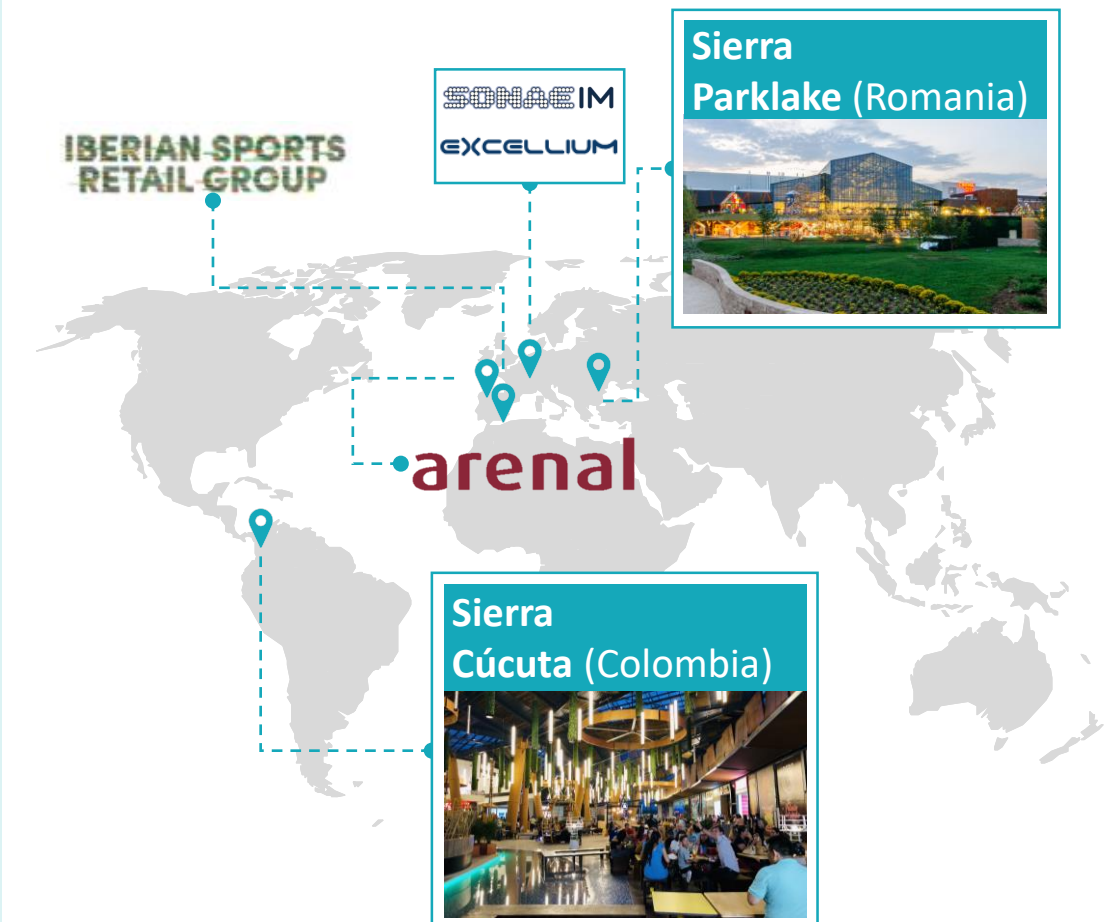 IBERIAN SPORTS
RETAIL GROUP
SONAE IM
EXCELLIUM
Sierra
Parklake (Romania)
arenal
Sierra
Cúcuta (Colombia)